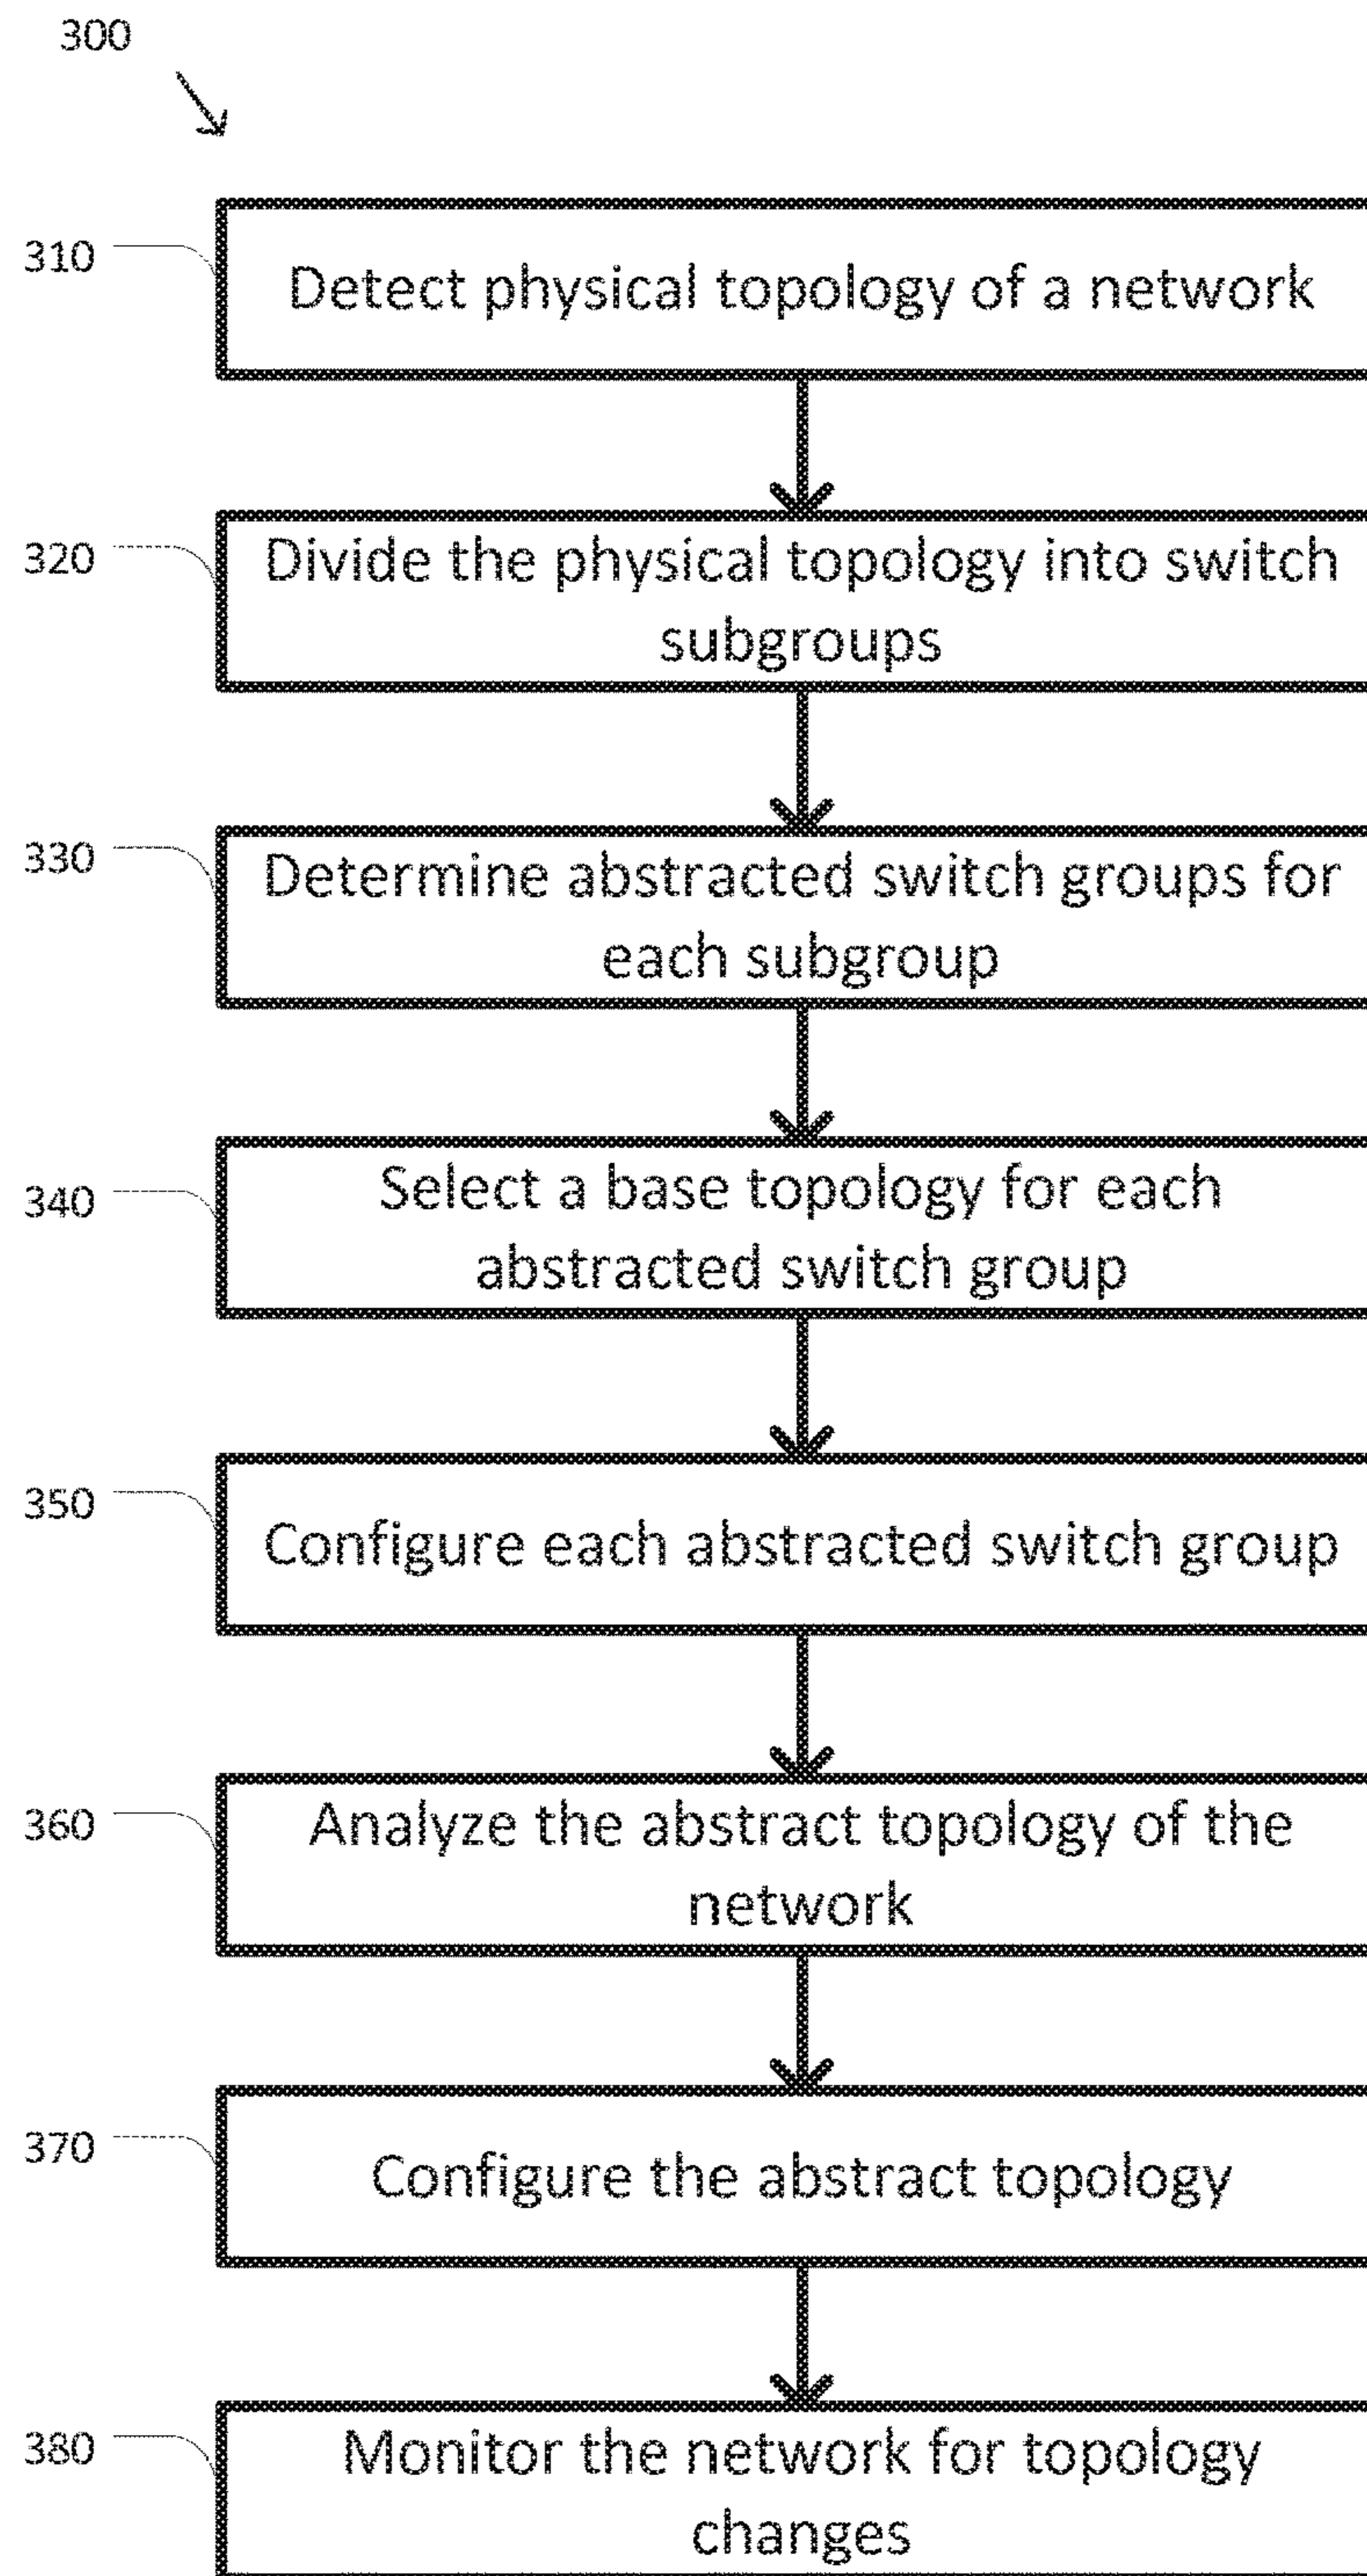 300
310
Detect physical topology of a network
320
Divide the physical topology into switch
subgroups
330
Determine abstracted switch groups for
each subgroup
340
Select a base topology for each
abstracted switch group
350
Configure each abstracted switch group
360
Analyze the abstract topology of the
network
370
Configure the abstract topology
380
Monitor the network for topology
changes